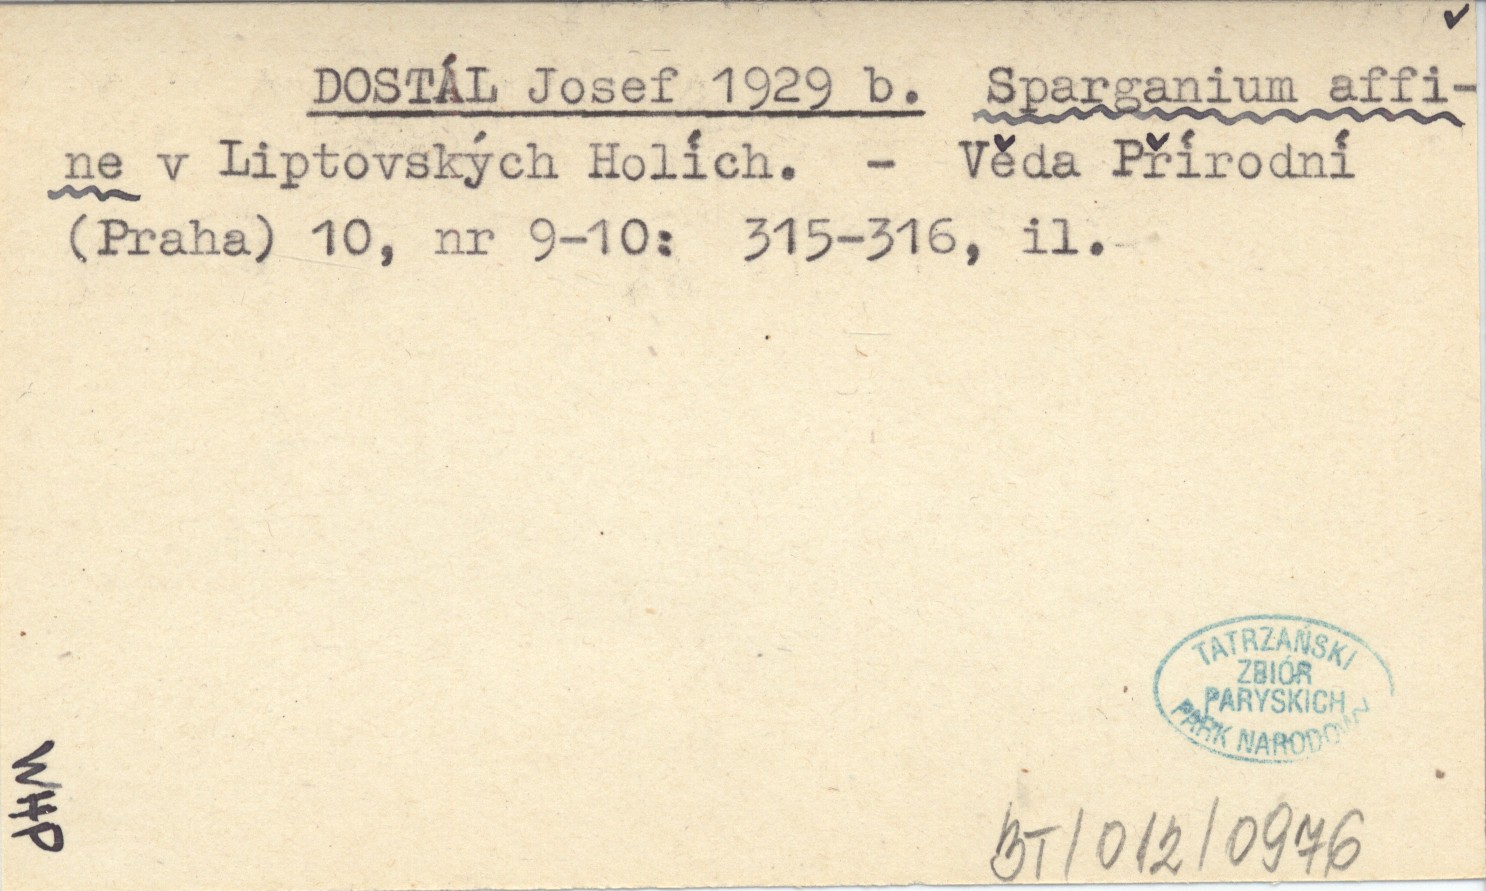 DOSTÁL Josef 1929 b. Sparganium affi-
ne v Liptovských Holích. - Věda Přírodní
(Praha) 10, nr 9-10: 315-316, il.
TATRZAŃSKI
ZBIÓR
PARYSKICH
PARK NARODOWY
WHP
BT/012/0976